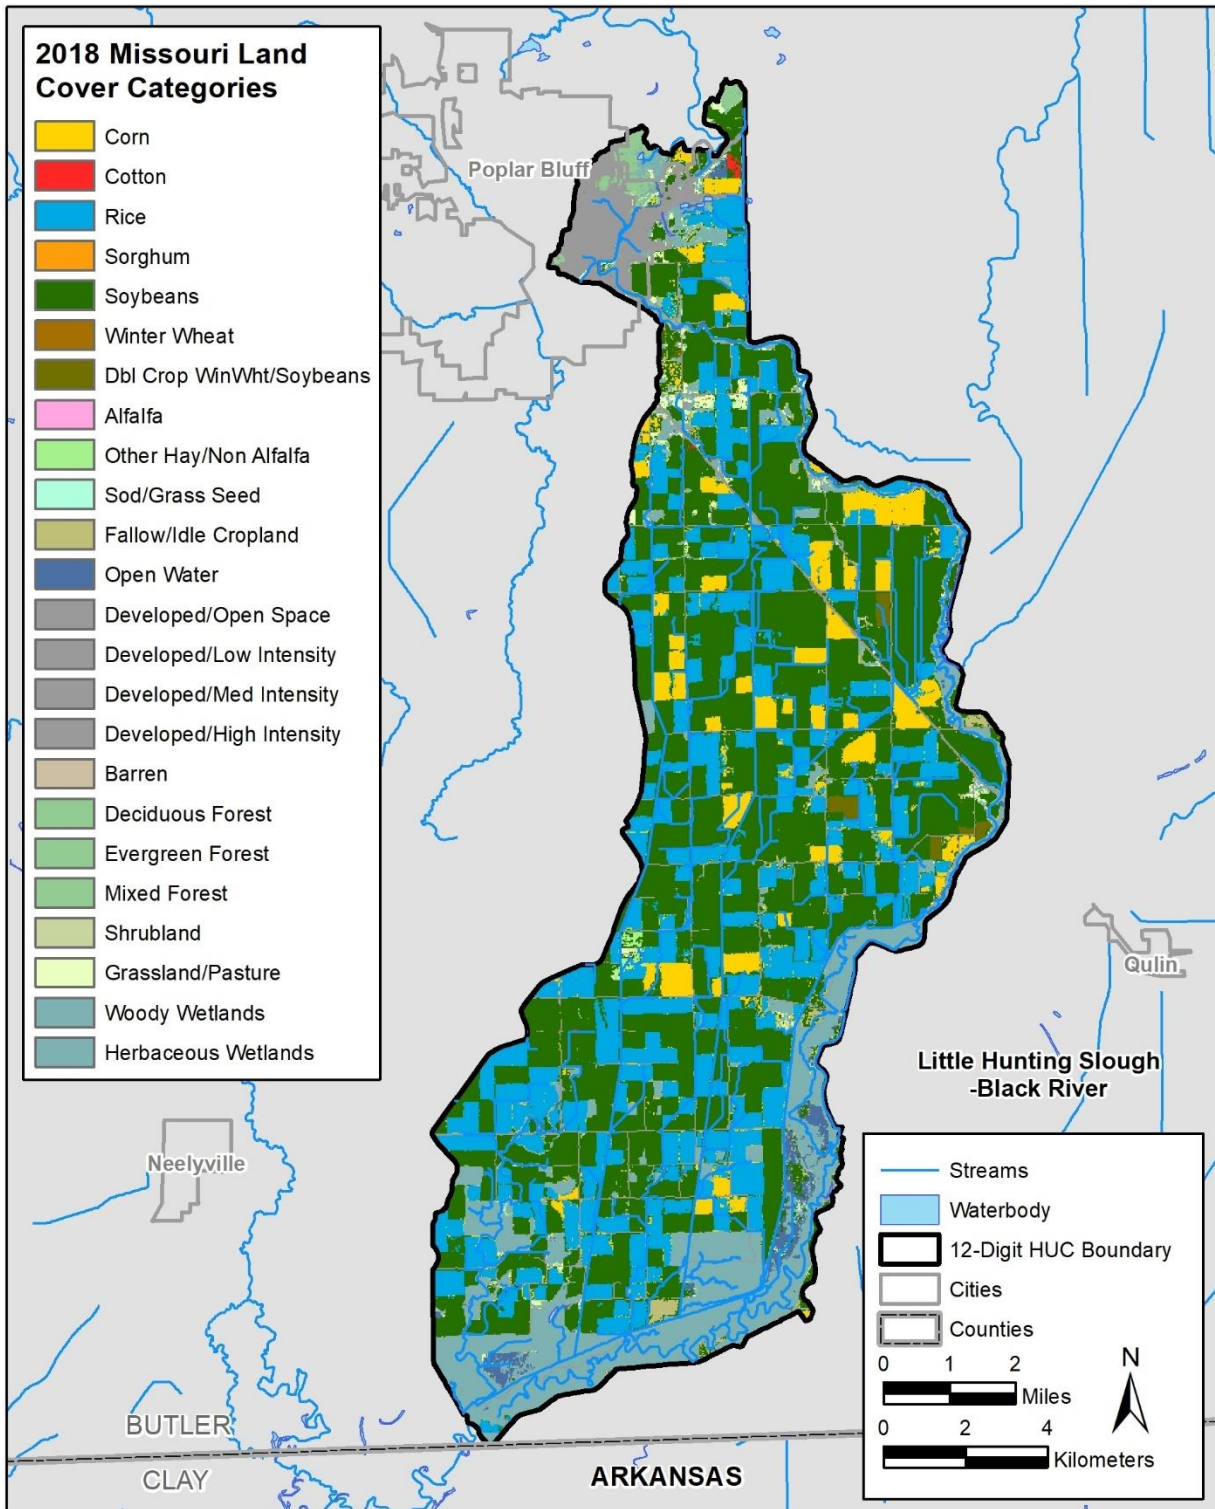 2018 Missouri Land
Cover Categories
Corn
Cotton
Rice
Sorghum
Soybeans
Winter Wheat
Dbl Crop WinWht/Soybeans
Alfalfa
Other Hay/Non Alfalfa
Sod/Grass Seed
Fallow/Idle Cropland
Open Water
Developed/Open Space
Developed/Low Intensity
Developed/Med Intensity
Developed/High Intensity
Barren
Deciduous Forest
Evergreen Forest
Mixed Forest
Shrubland
Grassland/Pasture
Woody Wetlands
Herbaceous Wetlands
Poplar Bluff
Qulin
Little Hunting Slough
-Black River
Neelyville
Streams
Waterbody
12-Digit HUC Boundary
Cities
Counties
0 1 2
Miles
0 2 4
Kilometers
N
BUTLER
CLAY
ARKANSAS